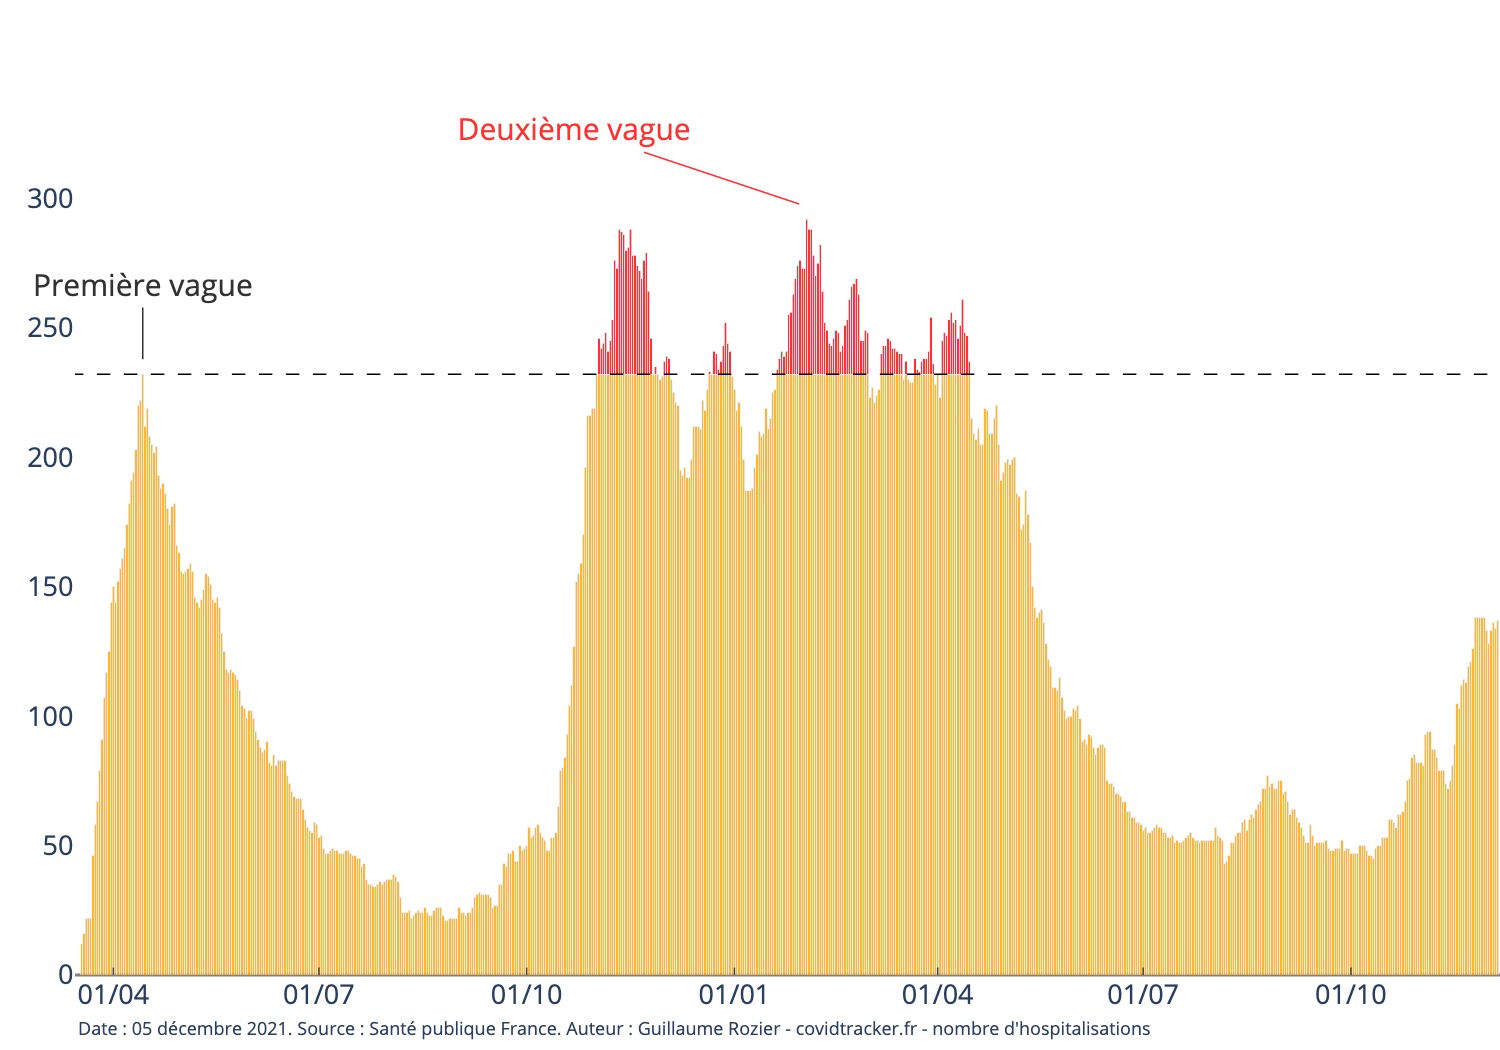 Deuxième vague
300
Première vague
250
200
150
100
50
0
01/04 01/07 01/10 01/01 01/04 01/07 01/10
Date : 05 décembre 2021. Source : Santé publique France. Auteur : Guillaume Rozier - covidtracker.fr - nombre d'hospitalisations